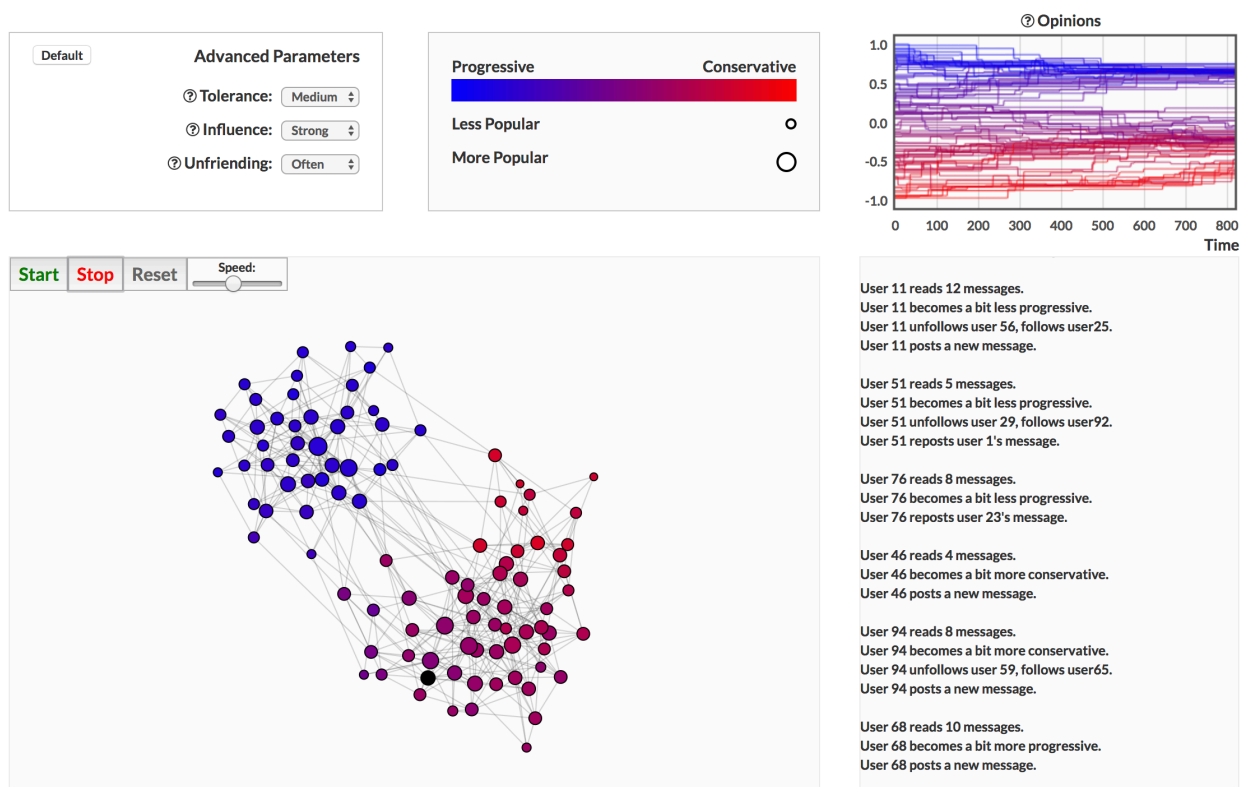 Default
Advanced Parameters
? Tolerance: Medium
? Influence: Strong
? Unfriending: Often
Progressive Conservative
Less Popular
More Popular
? Opinions
1.0
0.5
0.0
-0.5
-1.0
0 100 200 300 400 500 600 700 800
Time
Start Stop Reset Speed:
User 11 reads 12 messages.
User 11 becomes a bit less progressive.
User 11 unfollows user 56, follows user25.
User 11 posts a new message.
User 51 reads 5 messages.
User 51 becomes a bit less progressive.
User 51 unfollows user 29, follows user92.
User 51 reposts user 1's message.
User 76 reads 8 messages.
User 76 becomes a bit less progressive.
User 76 reposts user 23's message.
User 46 reads 4 messages.
User 46 becomes a bit more conservative.
User 46 posts a new message.
User 94 reads 8 messages.
User 94 becomes a bit more conservative.
User 94 unfollows user 59, follows user65.
User 94 posts a new message.
User 68 reads 10 messages.
User 68 becomes a bit more progressive.
User 68 posts a new message.